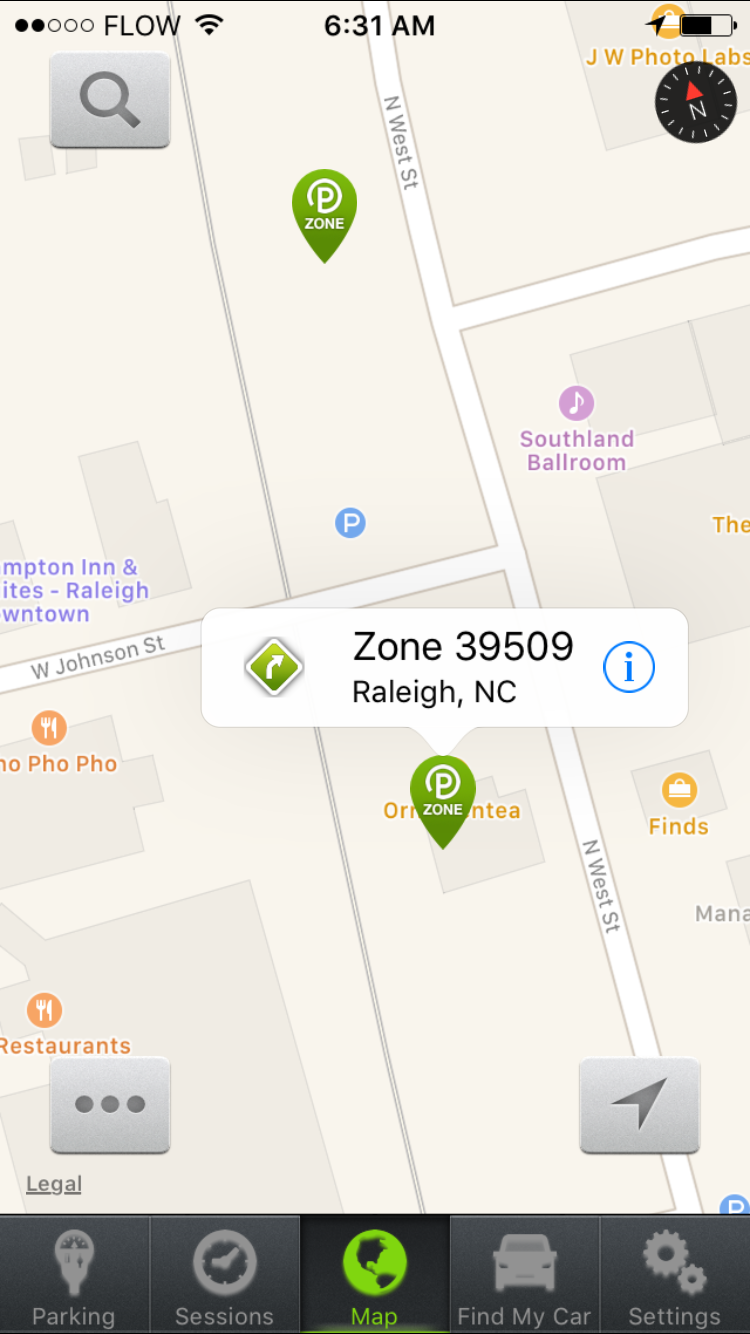 FLOW 6:31 AM
J W Photo Labs
N
N West St
P
ZONE
Southland
Ballroom
P
The
mpton Inn &
ites - Raleigh
wntown
W Johnson St
Zone 39509
Raleigh, NC
i
ho Pho Pho
P
ZONE
Orn ntea
Finds
N West St
Mana
Restaurants
Legal
P
Parking Sessions Map Find My Car Settings